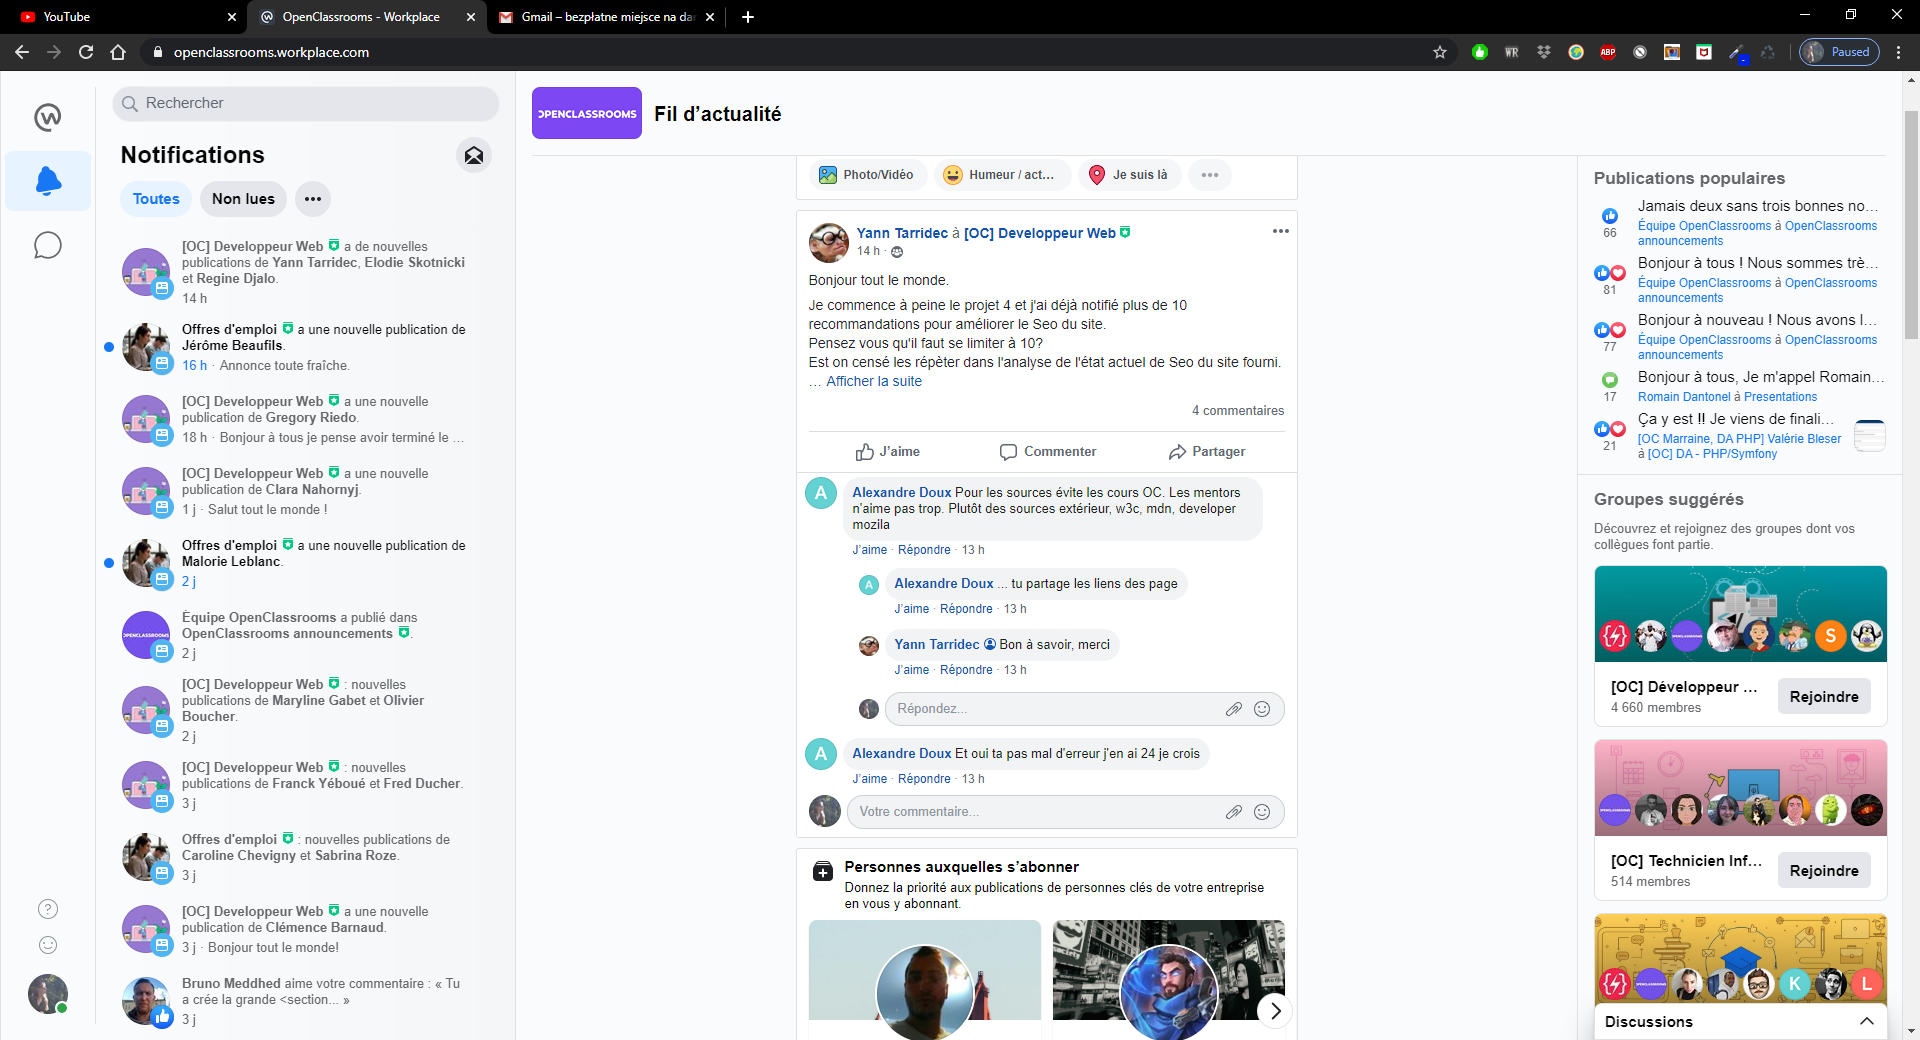 YouTube
OpenClassrooms - Workplace
Gmail – bezpłatne miejsce na da
openclassrooms.workplace.com
WR
ABP
Paused
Rechercher
Notifications
Toutes
Non lues
[OC] Developpeur Web a de nouvelles
publications de Yann Tarridec, Elodie Skotnicki
et Regine Djalo.
14 h
Offres d'emploi a une nouvelle publication de
Jérôme Beaufils.
16 h · Annonce toute fraîche.
[OC] Developpeur Web a une nouvelle
publication de Gregory Riedo.
18 h · Bonjour à tous je pense avoir terminé le ...
[OC] Developpeur Web a une nouvelle
publication de Clara Nahornyj.
1 j · Salut tout le monde !
Offres d'emploi a une nouvelle publication de
Malorie Leblanc.
2 j
Équipe OpenClassrooms a publié dans
OpenClassrooms announcements.
2 j
[OC] Developpeur Web : nouvelles
publications de Maryline Gabet et Olivier
Boucher.
2 j
[OC] Developpeur Web : nouvelles
publications de Franck Yéboué et Fred Ducher.
3 j
Offres d'emploi : nouvelles publications de
Caroline Chevigny et Sabrina Roze.
3 j
[OC] Developpeur Web a une nouvelle
publication de Clémence Barnaud.
3 j · Bonjour tout le monde!
Bruno Meddhed aime votre commentaire : « Tu
a crée la grande <section... »
3 j
OPENCLASSROOMS
Fil d’actualité
Photo/Vidéo
Humeur / act...
Je suis là
Yann Tarridec à [OC] Developpeur Web
14 h ·
Bonjour tout le monde.
Je commence à peine le projet 4 et j'ai déjà notifié plus de 10
recommandations pour améliorer le Seo du site.
Pensez vous qu'il faut se limiter à 10?
Est on censé les répèter dans l'analyse de l'état actuel de Seo du site fourni.
… Afficher la suite
4 commentaires
J’aime
Commenter
Partager
A
Alexandre Doux Pour les sources évite les cours OC. Les mentors
n'aime pas trop. Plutôt des sources extérieur, w3c, mdn, developer
mozila
J’aime · Répondre · 13 h
A
Alexandre Doux ... tu partage les liens des page
J’aime · Répondre · 13 h
Yann Tarridec Bon à savoir, merci
J’aime · Répondre · 13 h
Répondez...
A
Alexandre Doux Et oui ta pas mal d'erreur j'en ai 24 je crois
J’aime · Répondre · 13 h
Votre commentaire...
Personnes auxquelles s’abonner
Donnez la priorité aux publications de personnes clés de votre entreprise
en vous y abonnant.
Publications populaires
Jamais deux sans trois bonnes no…
66
Équipe OpenClassrooms à OpenClassrooms
announcements
Bonjour à tous ! Nous sommes trè…
81
Équipe OpenClassrooms à OpenClassrooms
announcements
Bonjour à nouveau ! Nous avons l…
77
Équipe OpenClassrooms à OpenClassrooms
announcements
Bonjour à tous, Je m'appel Romain…
17
Romain Dantonel à Presentations
Ça y est !! Je viens de finali…
21
[OC Marraine, DA PHP] Valérie Bleser
à [OC] DA - PHP/Symfony
Groupes suggérés
Découvrez et rejoignez des groupes dont vos
collègues font partie.
S
[OC] Développeur ...
4 660 membres
Rejoindre
[OC] Technicien Inf...
514 membres
Rejoindre
K
L
Discussions